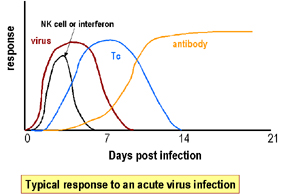 NK cell or interferon
virus
antibody
Tc
response
0 7 14 21
Days post infection
Typical response to an acute virus infection